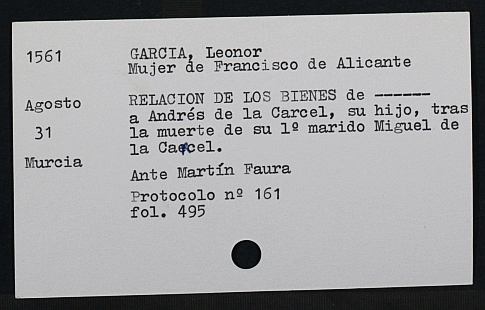 1561
GARCIA, Leonor
Mujer de Francisco de Alicante
Agosto
31
Murcia
RELACION DE LOS BIENES de ------
a Andrés de la Carcel, su hijo, tras
la muerte de su 1º marido Miguel de
la Carcel.
Ante Martín Faura
Protocolo nº 161
fol. 495